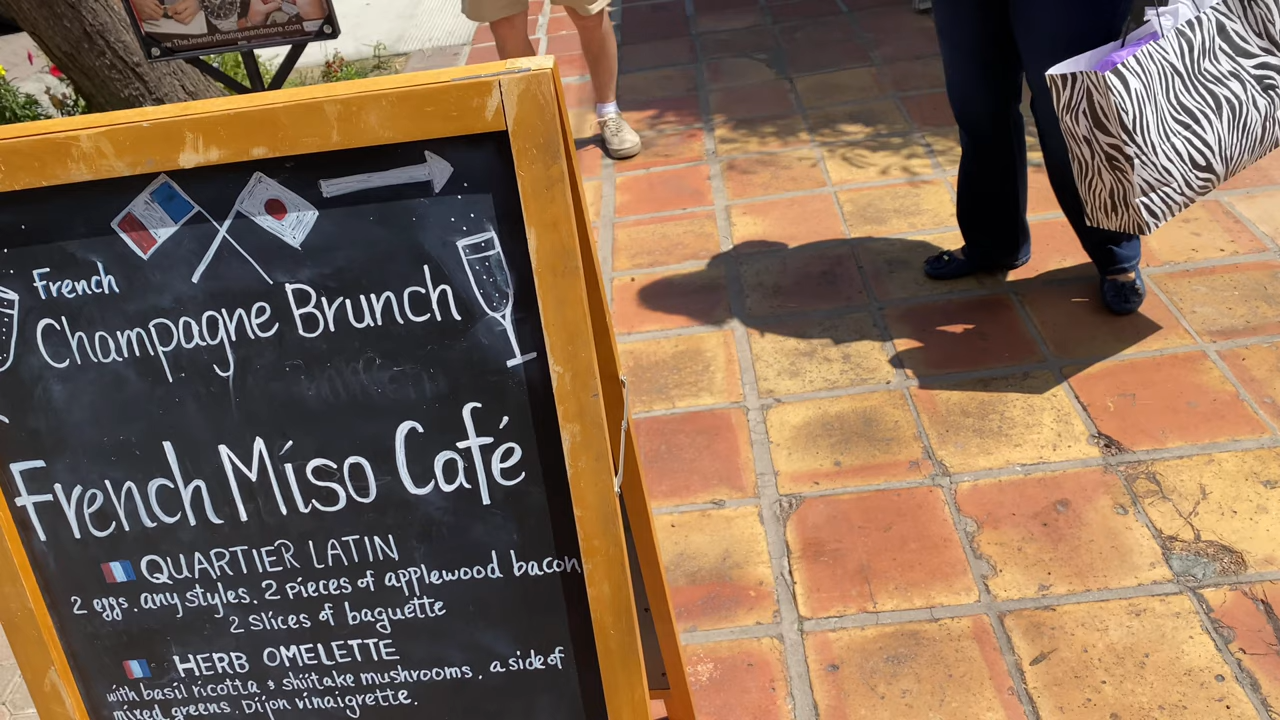 www.TheJewelryBoutiqueandmore.com
French
Champagne Brunch
French Miso Café
QUARTIER LATIN
2 eggs. any styles. 2 pieces of applewood bacon
2 slices of baguette
HERB OMELETTE
with basil ricotta & shiitake mushrooms. a side of
mixed greens. Dijon vinaigrette.